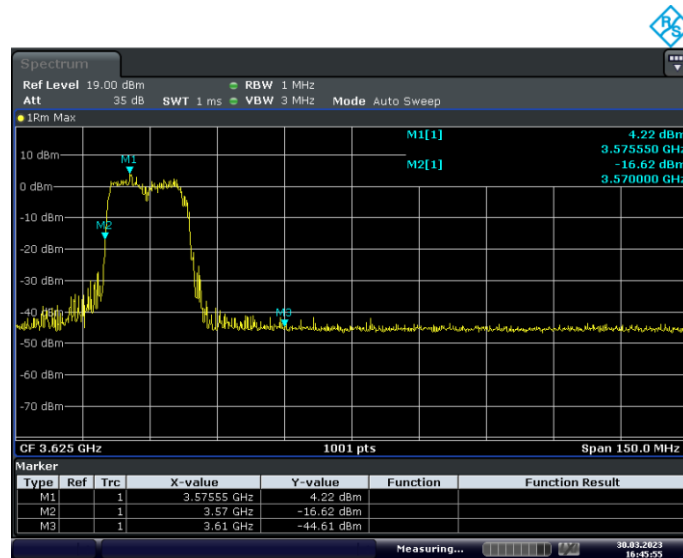 R&S
Spectrum
Ref Level 19.00 dBm RBW 1 MHz
Att 35 dB SWT 1 ms VBW 3 MHz Mode Auto Sweep
1Rm Max
M1[1] 4.22 dBm
3.575550 GHz
M2[1] -16.62 dBm
3.570000 GHz
10 dBm
M1
0 dBm
-10 dBm
M2
-20 dBm
-30 dBm
-40 dBm
M3
-50 dBm
-60 dBm
-70 dBm
CF 3.625 GHz 1001 pts Span 150.0 MHz
Marker
Type Ref Trc X-value Y-value Function Function Result
M1 1 3.57555 GHz 4.22 dBm
M2 1 3.57 GHz -16.62 dBm
M3 1 3.61 GHz -44.61 dBm
Measuring... 30.03.2023
16:45:55